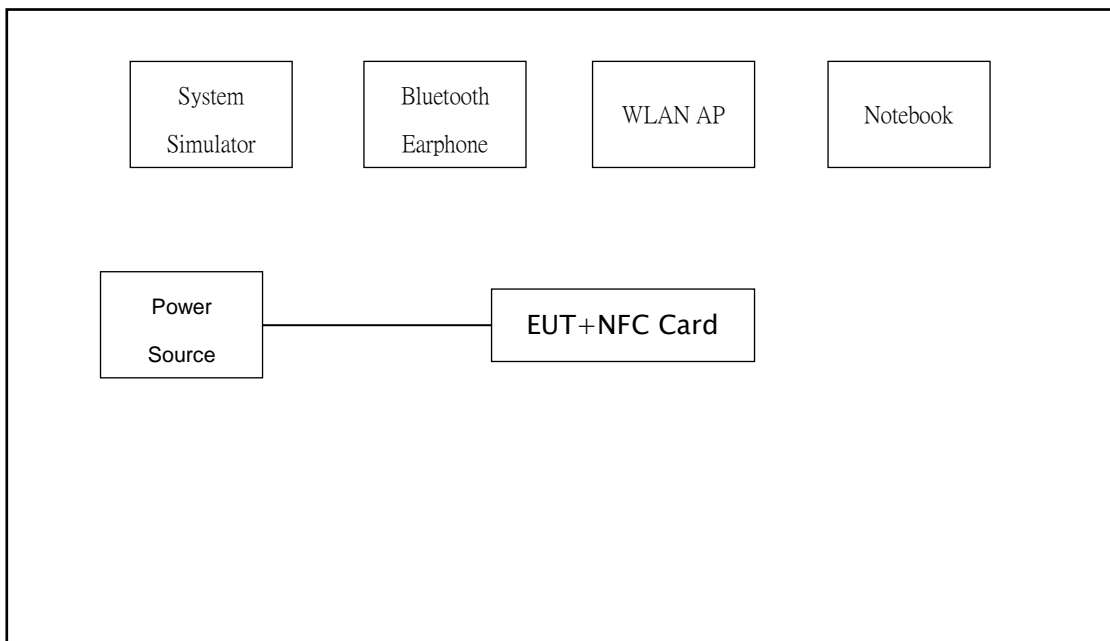 System
Simulator
Bluetooth
Earphone
WLAN AP
Notebook
Power
Source
EUT+NFC Card